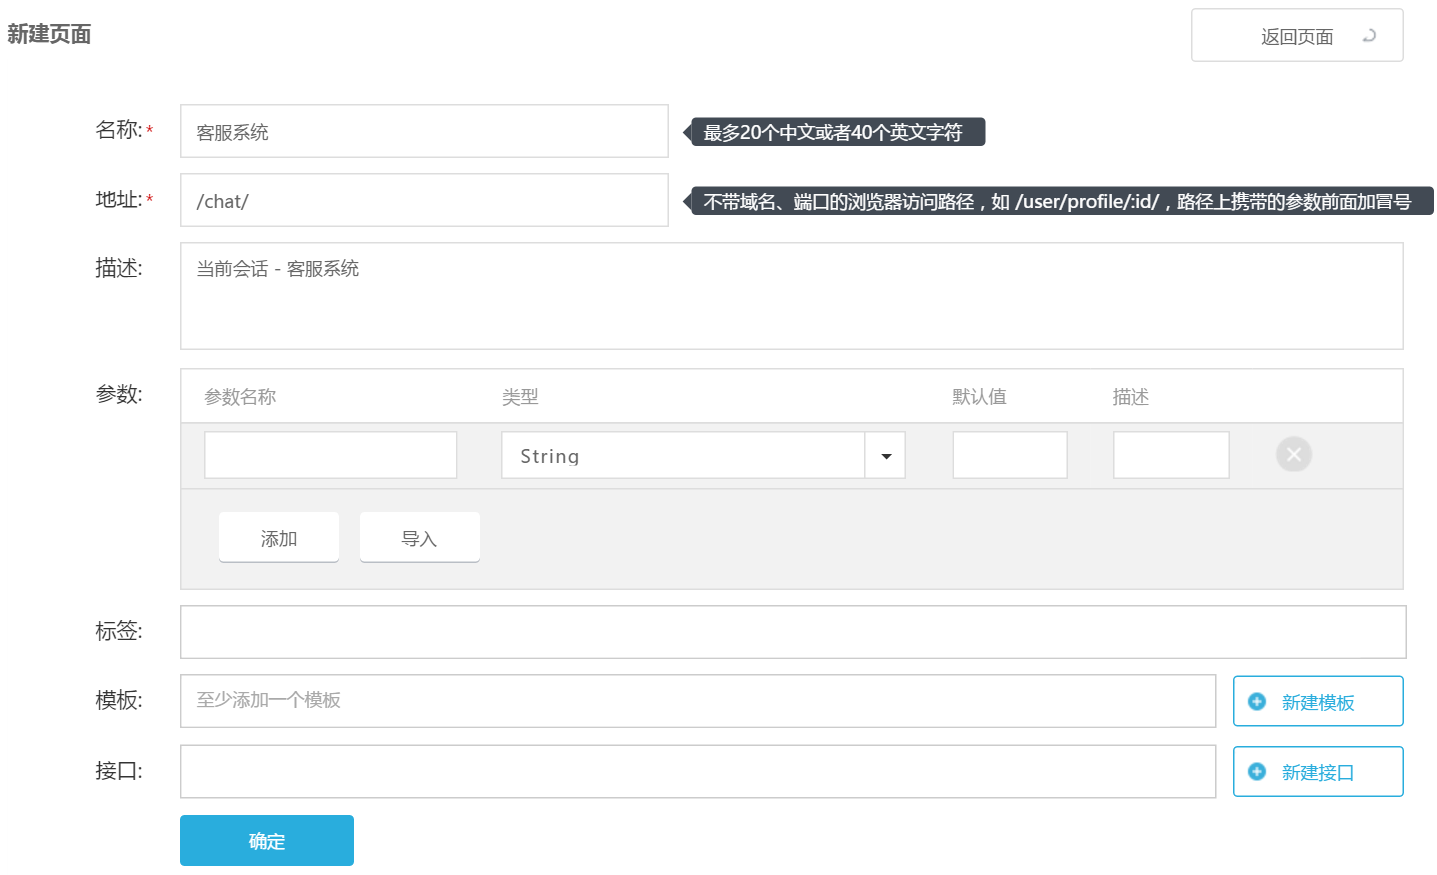 新建页面
返回页面
名称:*
客服系统
最多20个中文或者40个英文字符
地址:*
/chat/
不带域名、端口的浏览器访问路径，如 /user/profile/:id/，路径上携带的参数前面加冒号
描述:
当前会话 - 客服系统
参数:
参数名称 类型 默认值 描述
String
添加 导入
标签:
模板:
至少添加一个模板
新建模板
接口:
新建接口
确定